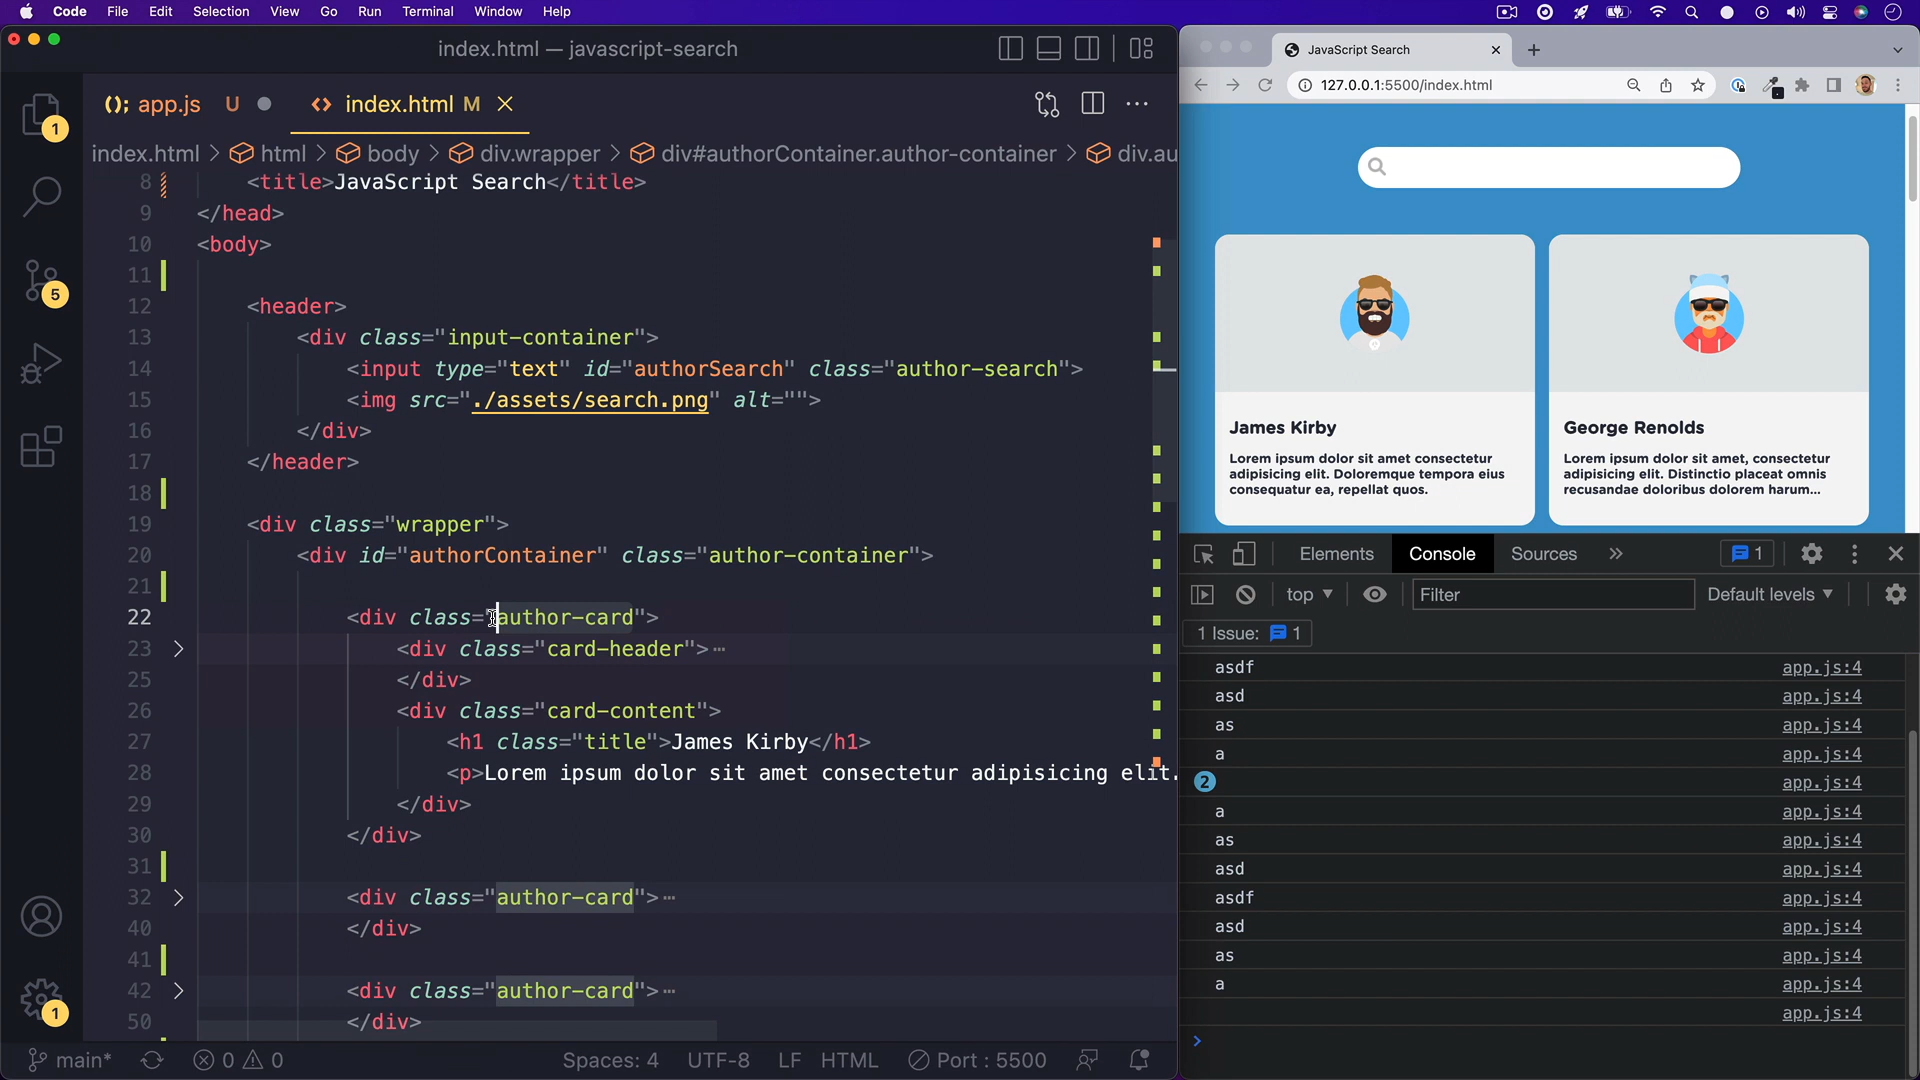 Code File Edit Selection View Go Run Terminal Window Help
index.html — javascript-search
(); app.js U
<> index.html M
index.html > html > body > div.wrapper > div#authorContainer.author-container > div.au
8 <title>JavaScript Search</title>
9 </head>
10 <body>
11
12 <header>
13 <div class="input-container">
14 <input type="text" id="authorSearch" class="author-search">
15 <img src="./assets/search.png" alt="">
16 </div>
17 </header>
18
19 <div class="wrapper">
20 <div id="authorContainer" class="author-container">
21
22 <div class="author-card">
23 <div class="card-header">⋯
25 </div>
26 <div class="card-content">
27 <h1 class="title">James Kirby</h1>
28 <p>Lorem ipsum dolor sit amet consectetur adipisicing elit.
29 </div>
30 </div>
31
32 <div class="author-card">⋯
40 </div>
41
42 <div class="author-card">⋯
50 </div>
1
5
1
main* 0 0 Spaces: 4 UTF-8 LF HTML Port : 5500
JavaScript Search
127.0.0.1:5500/index.html
James Kirby
Lorem ipsum dolor sit amet consectetur
adipisicing elit. Doloremque tempora eius
consequatur ea, repellat quos.
George Renolds
Lorem ipsum dolor sit amet, consectetur
adipisicing elit. Distinctio placeat omnis
recusandae doloribus dolorem harum...
Elements Console Sources » 1
top Filter Default levels
1 Issue: 1
asdf app.js:4
asd app.js:4
as app.js:4
a app.js:4
2 app.js:4
a app.js:4
as app.js:4
asd app.js:4
asdf app.js:4
asd app.js:4
as app.js:4
a app.js:4
app.js:4
>